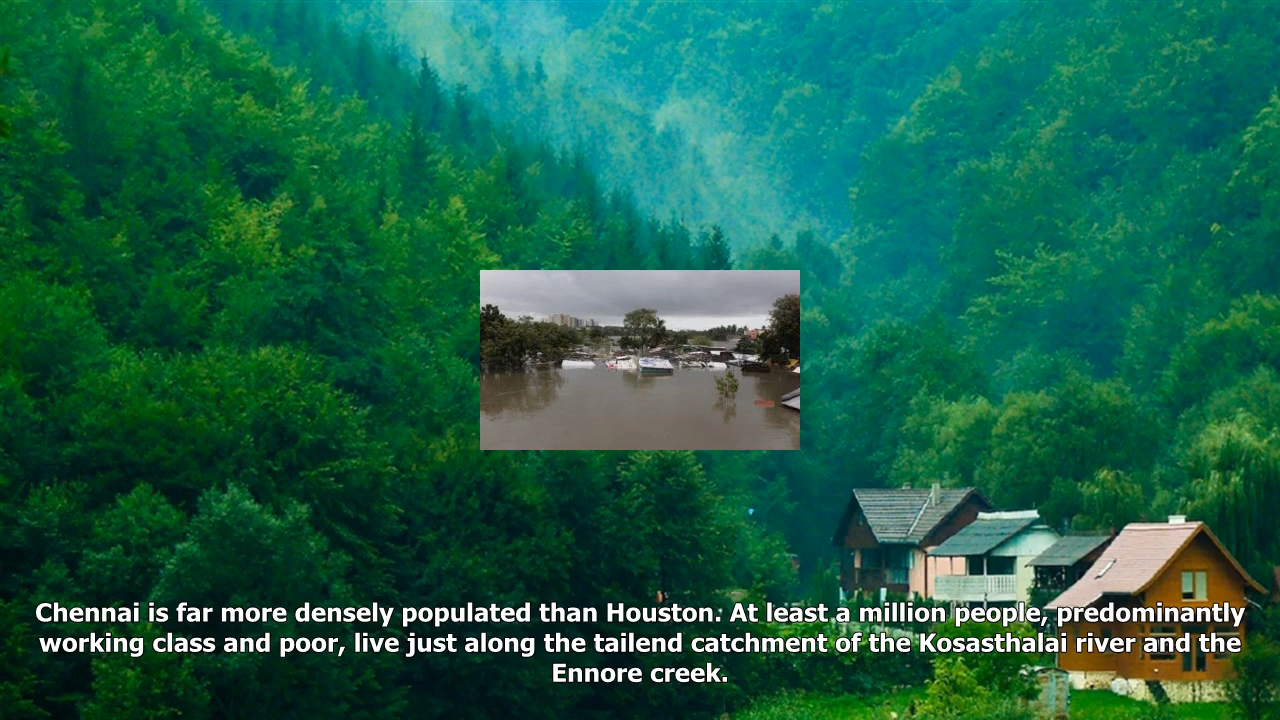 Chennai is far more densely populated than Houston. At least a million people, predominantly
working class and poor, live just along the tailend catchment of the Kosasthalai river and the
Ennore creek.